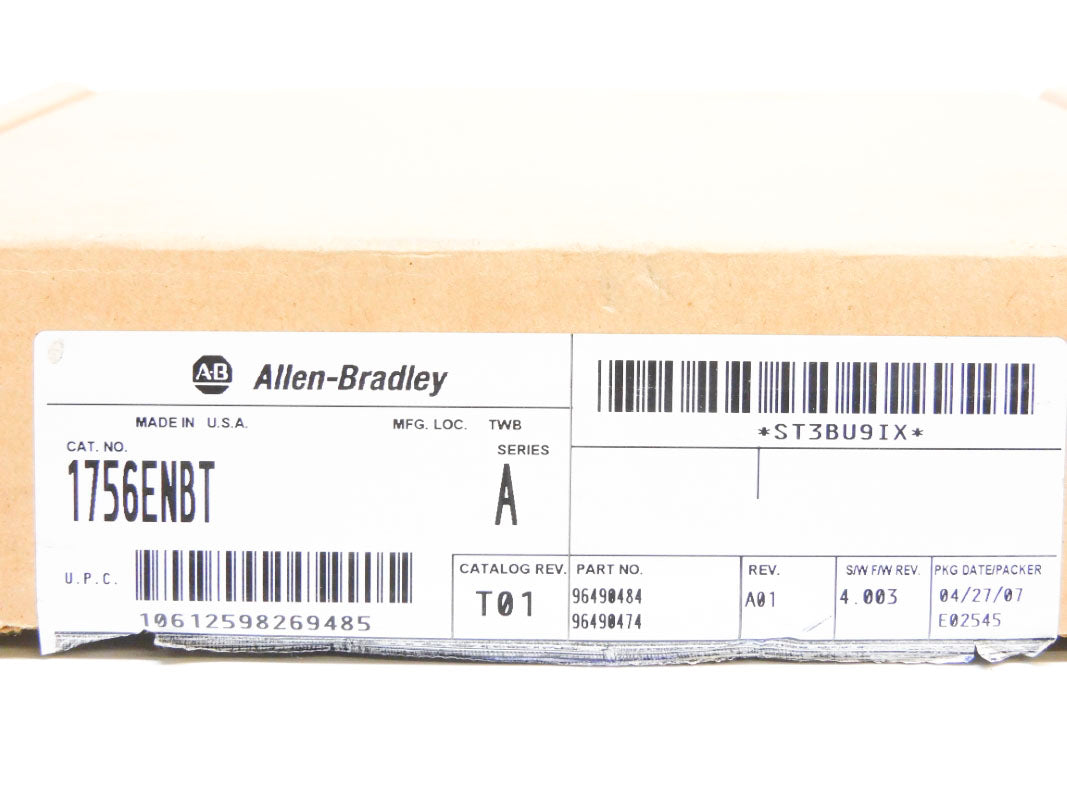 A-B Allen-Bradley
MADE IN U.S.A. MFG. LOC. TWB
CAT. NO. SERIES
1756ENBT A
U.P.C.
10612598269485
*ST3BU9IX*
CATALOG REV. PART NO. REV. S/W F/W REV. PKG DATE/PACKER
T01 96490484 A01 4.003 04/27/07
96490474 E02545